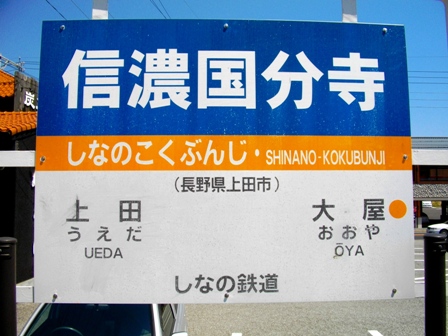 信濃国分寺
しなのこくぶんじ・SHINANO-KOKUBUNJI
（長野県上田市）
上田 大屋
うえだ おおや
UEDA ŌYA
しなの鉄道